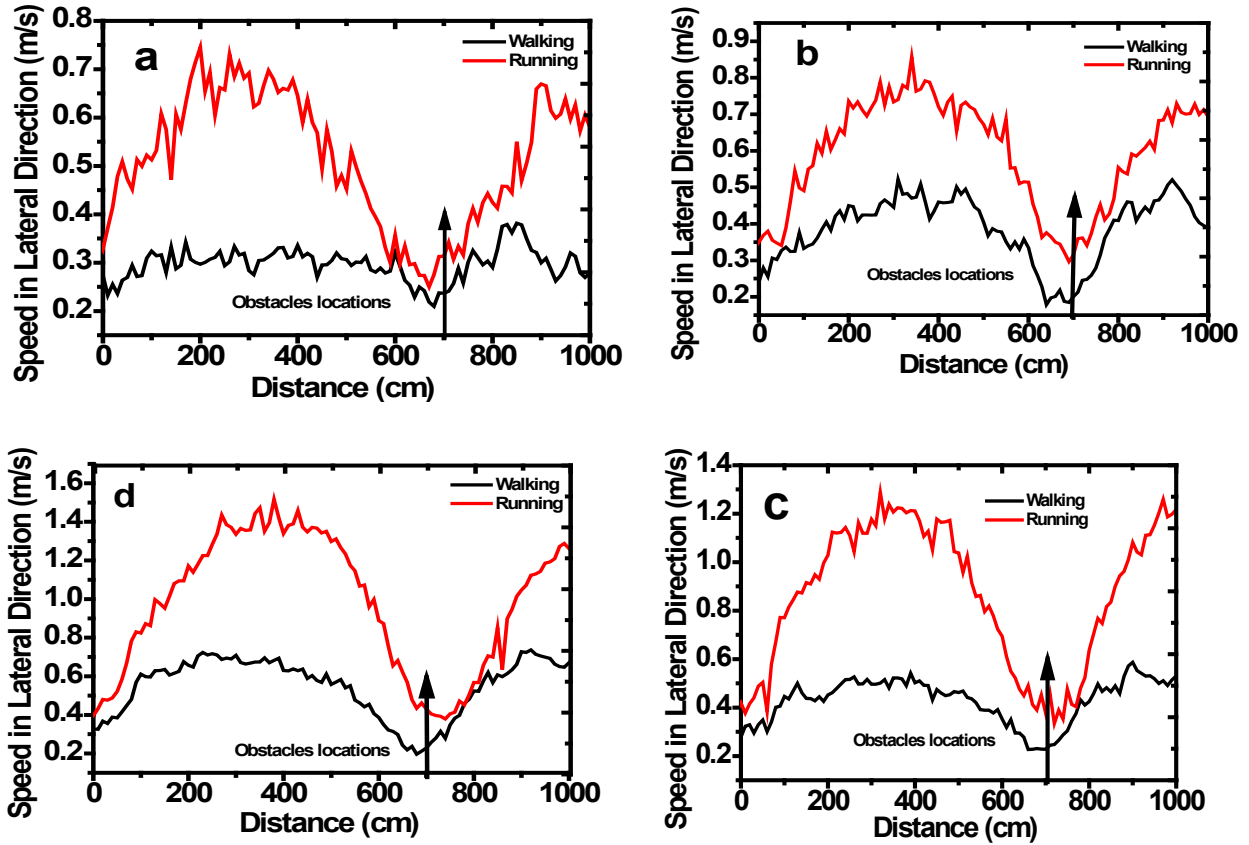 a
Speed in Lateral Direction (m/s)
0.8
0.7
0.6
0.5
0.4
0.3
0.2
Walking
Running
Obstacles locations
0 200 400 600 800 1000
Distance (cm)
b
Speed in Lateral Direction (m/s)
0.9
0.8
0.7
0.6
0.5
0.4
0.3
0.2
Walking
Running
Obstacles locations
0 200 400 600 800 1000
Distance (cm)
d
Speed in Lateral Direction (m/s)
1.6
1.4
1.2
1.0
0.8
0.6
0.4
0.2
Walking
Running
Obstacles locations
0 200 400 600 800 1000
Distance (cm)
c
Speed in Lateral Direction (m/s)
1.4
1.2
1.0
0.8
0.6
0.4
0.2
Walking
Running
Obstacles locations
0 200 400 600 800 1000
Distance (cm)